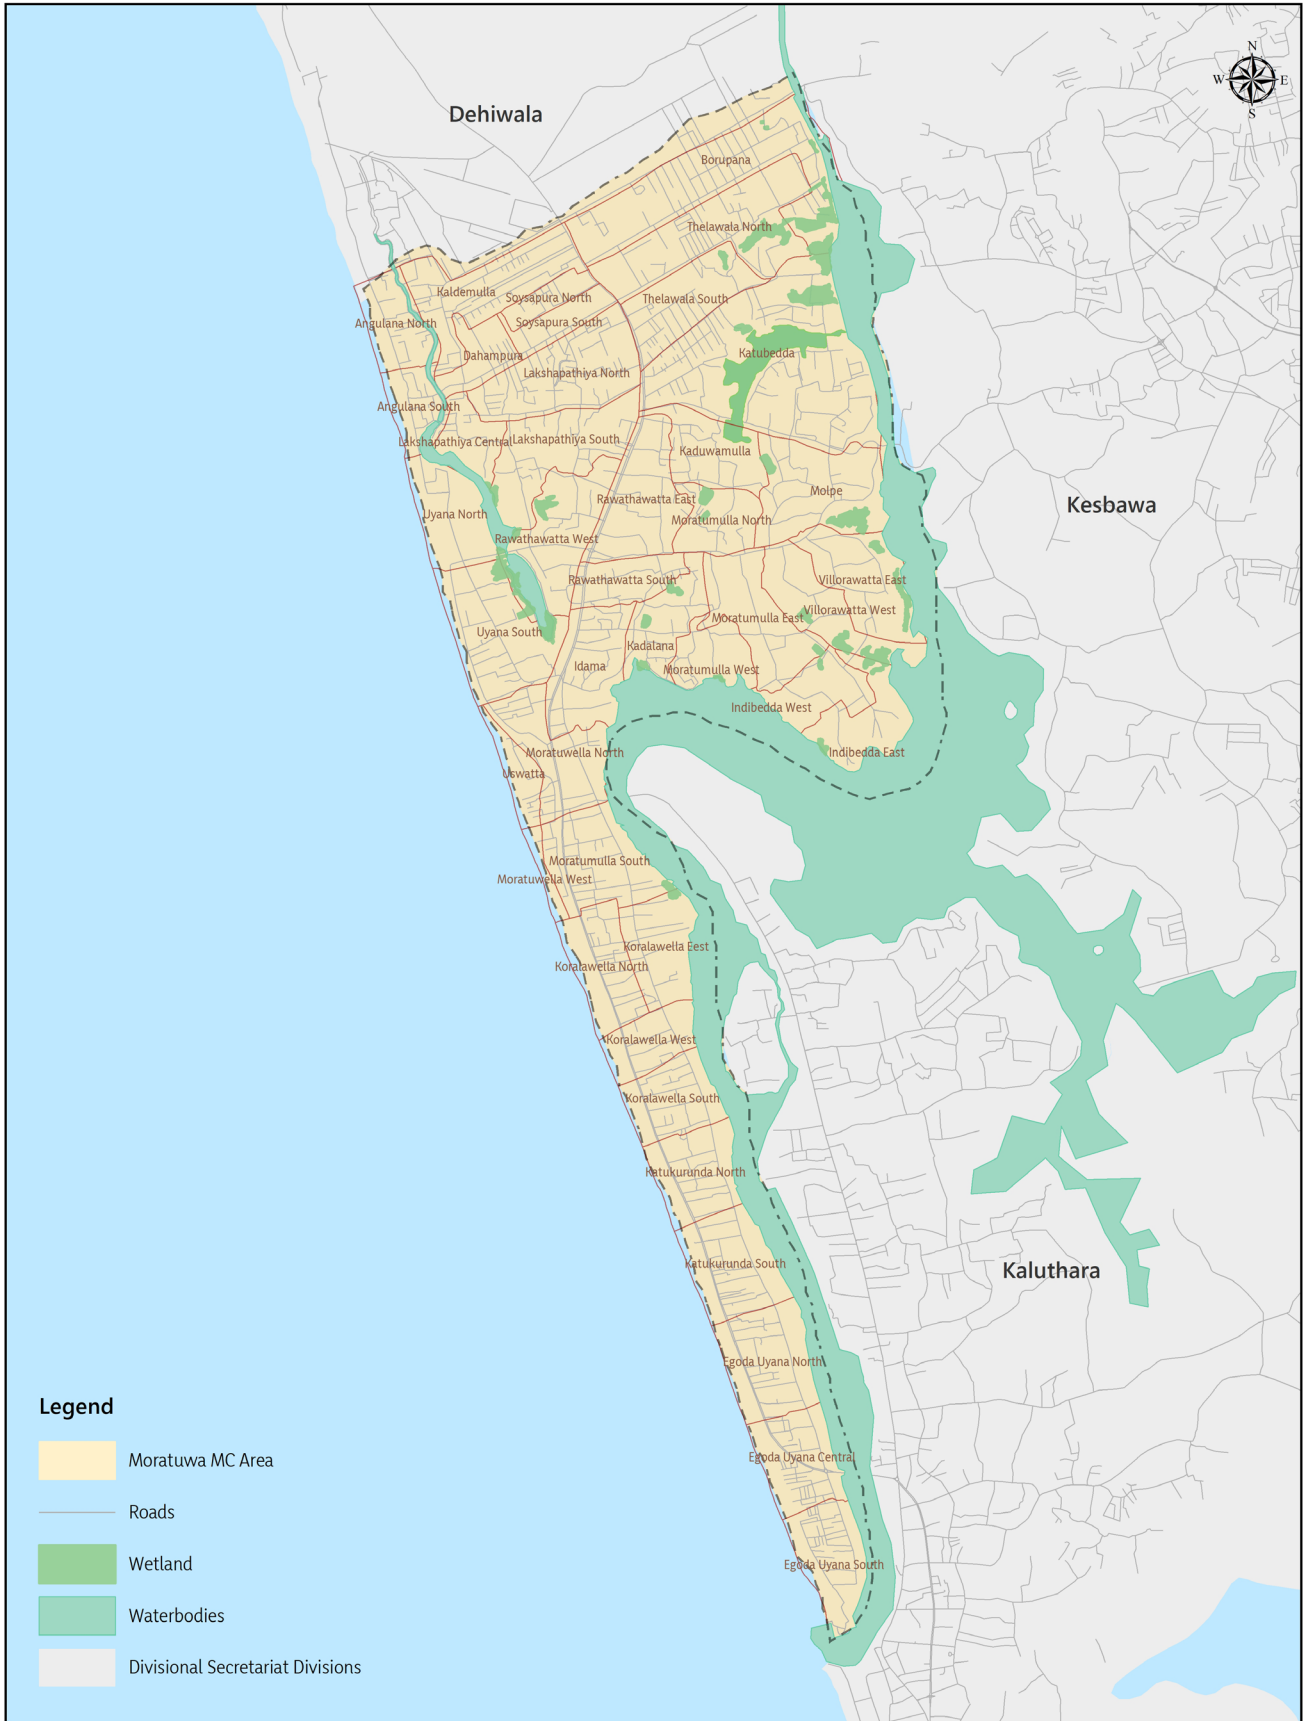 N
W E
S
Dehiwala
Borupana
Thelawala North
Kaldemulla
Soysapura North
Thelawala South
Angulana North
Soysapura South
Dahampura
Katubedda
Lakshapathiya North
Angulana South
Lakshapathiya Central
Lakshapathiya South
Kaduwamulla
Molpe
Rawathawatta East
Kesbawa
Uyana North
Moratumulla North
Rawathawatta West
Rawathawatta South
Villorawatta East
Villorawatta West
Moratumulla East
Uyana South
Kadalana
Idama
Moratumulla West
Indibedda West
Moratuwella North
Indibedda East
Uswatta
Moratumulla South
Moratuwella West
Koralawella Eest
Koralawella North
Koralawella West
Koralawella South
Katukurunda North
Katukurunda South
Kaluthara
Egoda Uyana North
Egoda Uyana Central
Egoda Uyana South
Legend
Moratuwa MC Area
Roads
Wetland
Waterbodies
Divisional Secretariat Divisions